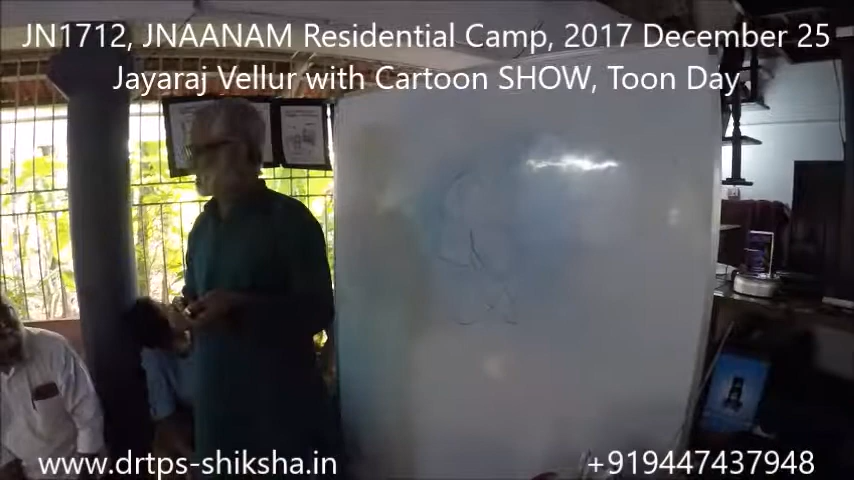 JN1712, JNAANAM Residential Camp, 2017 December 25
Jayaraj Vellur with Cartoon SHOW, Toon Day
www.drtps-shiksha.in
+919447437948